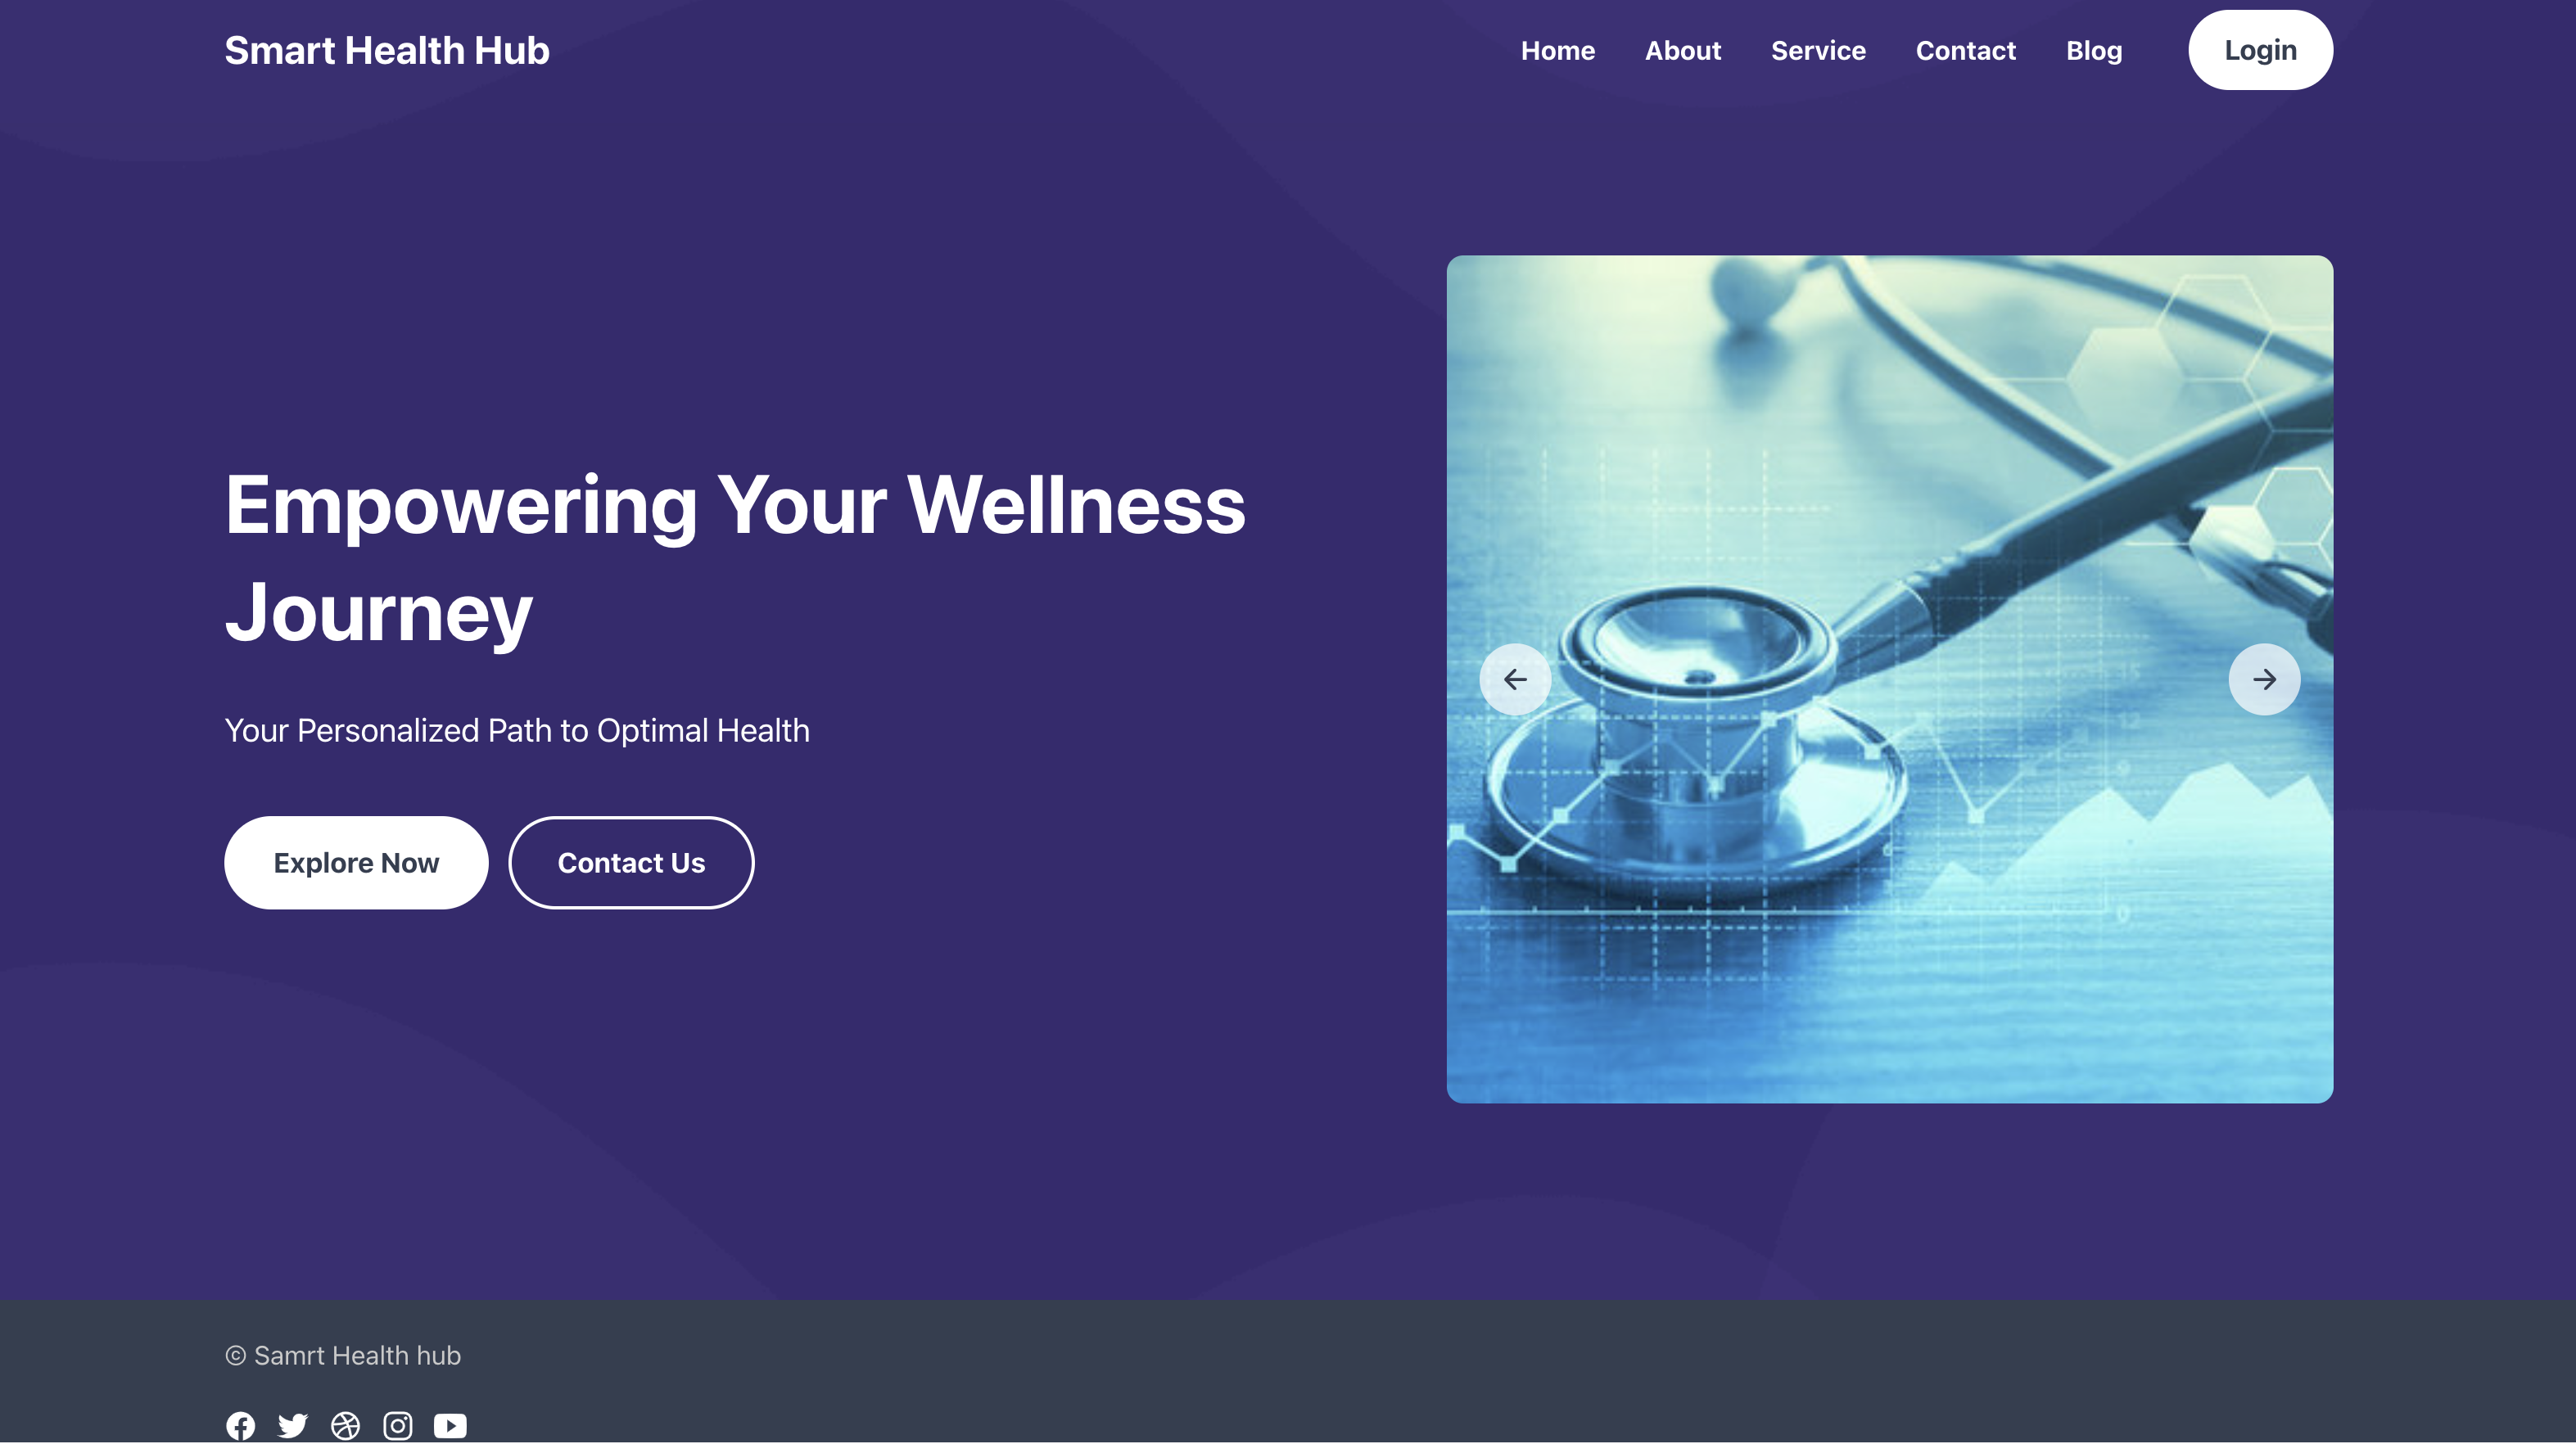 Smart Health Hub
Home About Service Contact Blog Login
Empowering Your Wellness
Journey
Your Personalized Path to Optimal Health
Explore Now Contact Us
© Samrt Health hub